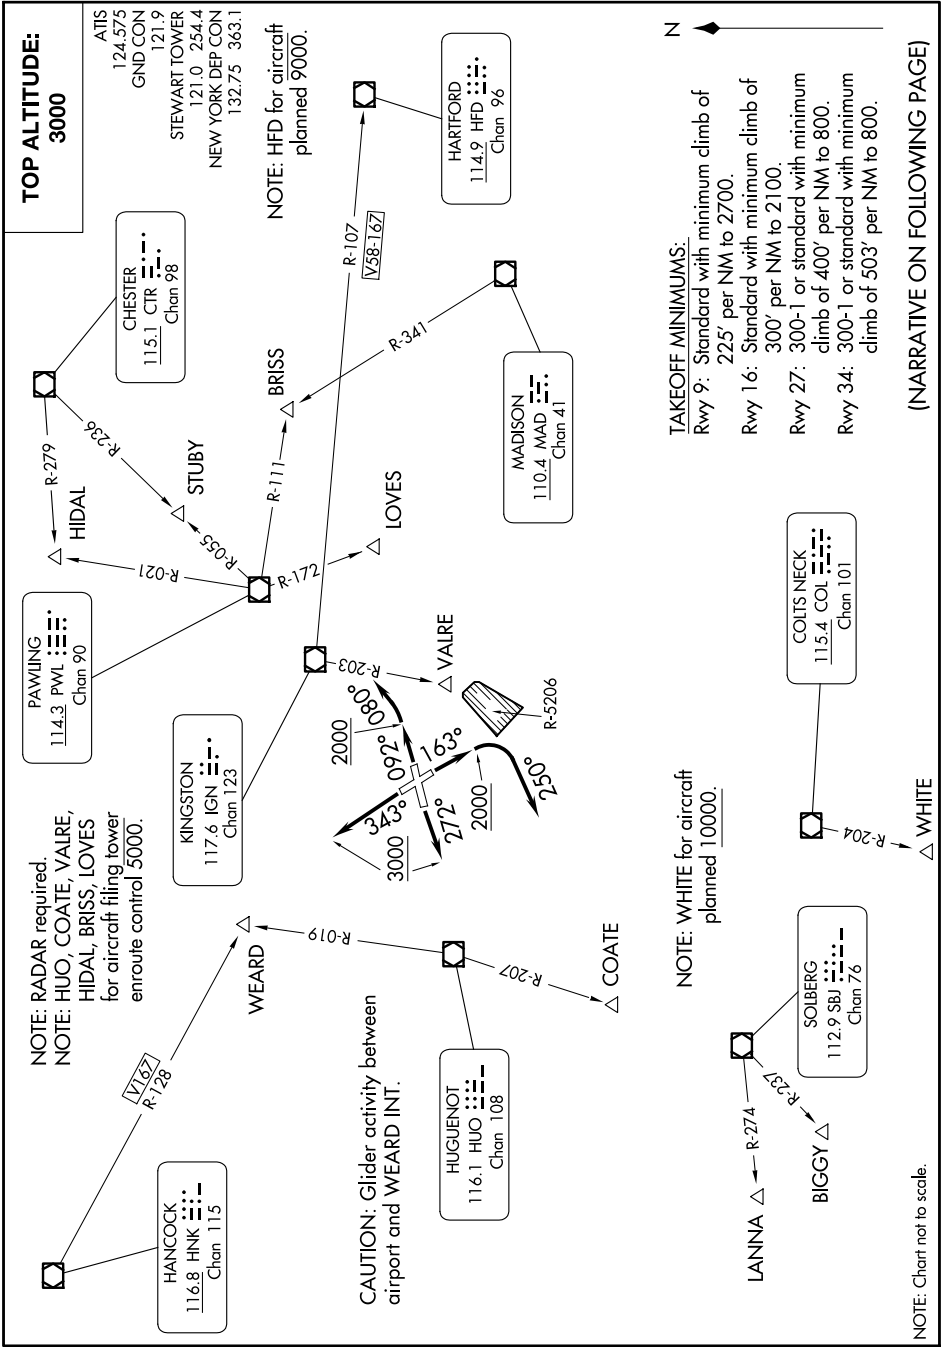 TOP ALTITUDE:
3000
ATIS
124.575
GND CON
121.9
STEWART TOWER
121.0 254.4
NEW YORK DEP CON
132.75 363.1
NOTE: HFD for aircraft
planned 9000.
NOTE: RADAR required.
NOTE: HUO, COATE, VALRE,
HIDAL, BRISS, LOVES
for aircraft filing tower
enroute control 5000.
HANCOCK
116.8 HNK
Chan 115
V167
R-128
WEARD
R-019
HUGUENOT
116.1 HUO
Chan 108
R-207
COATE
CAUTION: Glider activity between
airport and WEARD INT.
PAWLING
114.3 PWL
Chan 90
R-021
HIDAL
R-279
CHESTER
115.1 CTR
Chan 98
R-236
STUBY
R-055
R-111
BRISS
R-172
LOVES
R-341
MADISON
110.4 MAD
Chan 41
KINGSTON
117.6 IGN
Chan 123
R-107
V58-167
HARTFORD
114.9 HFD
Chan 96
R-203
VALRE
R-5206
2000
092°
080°
343°
3000
272°
163°
2000
250°
NOTE: WHITE for aircraft
planned 10000.
COLTS NECK
115.4 COL
Chan 101
R-204
WHITE
SOLBERG
112.9 SBJ
Chan 76
R-274
LANNA
R-237
BIGGY
N
TAKEOFF MINIMUMS:
Rwy 9: Standard with minimum climb of
225' per NM to 2700.
Rwy 16: Standard with minimum climb of
300' per NM to 2100.
Rwy 27: 300-1 or standard with minimum
climb of 400' per NM to 800.
Rwy 34: 300-1 or standard with minimum
climb of 503' per NM to 800.
(NARRATIVE ON FOLLOWING PAGE)
NOTE: Chart not to scale.